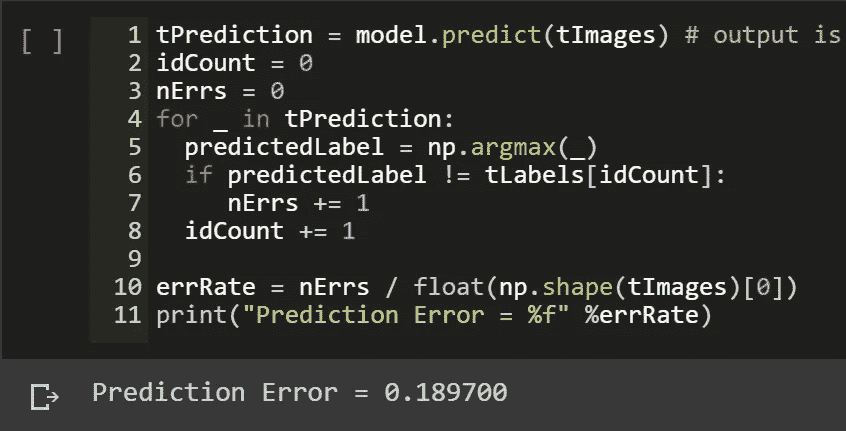 [ ]
1 tPrediction = model.predict(tImages) # output is
2 idCount = 0
3 nErrs = 0
4 for _ in tPrediction:
5   predictedLabel = np.argmax(_)
6   if predictedLabel != tLabels[idCount]:
7     nErrs += 1
8   idCount += 1
9
10 errRate = nErrs / float(np.shape(tImages)[0])
11 print("Prediction Error = %f" %errRate)
Prediction Error = 0.189700